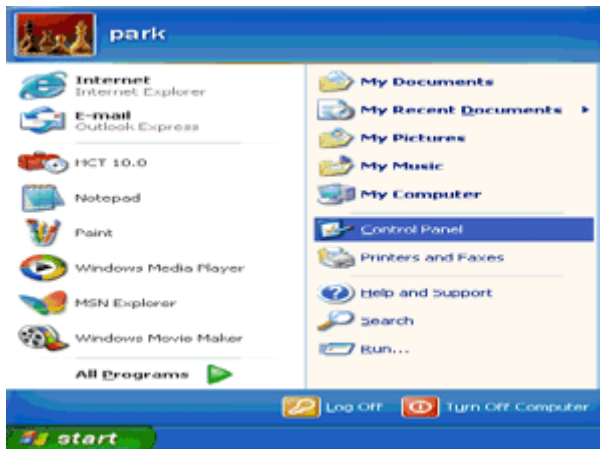 park
Internet
Internet Explorer
E-mail
Outlook Express
HCT 10.0
Notepad
Paint
Windows Media Player
MSN Explorer
Windows Movie Maker
All Programs
My Documents
My Recent Documents
My Pictures
My Music
My Computer
Control Panel
Printers and Faxes
Help and Support
Search
Run...
Log Off
Turn Off Computer
start